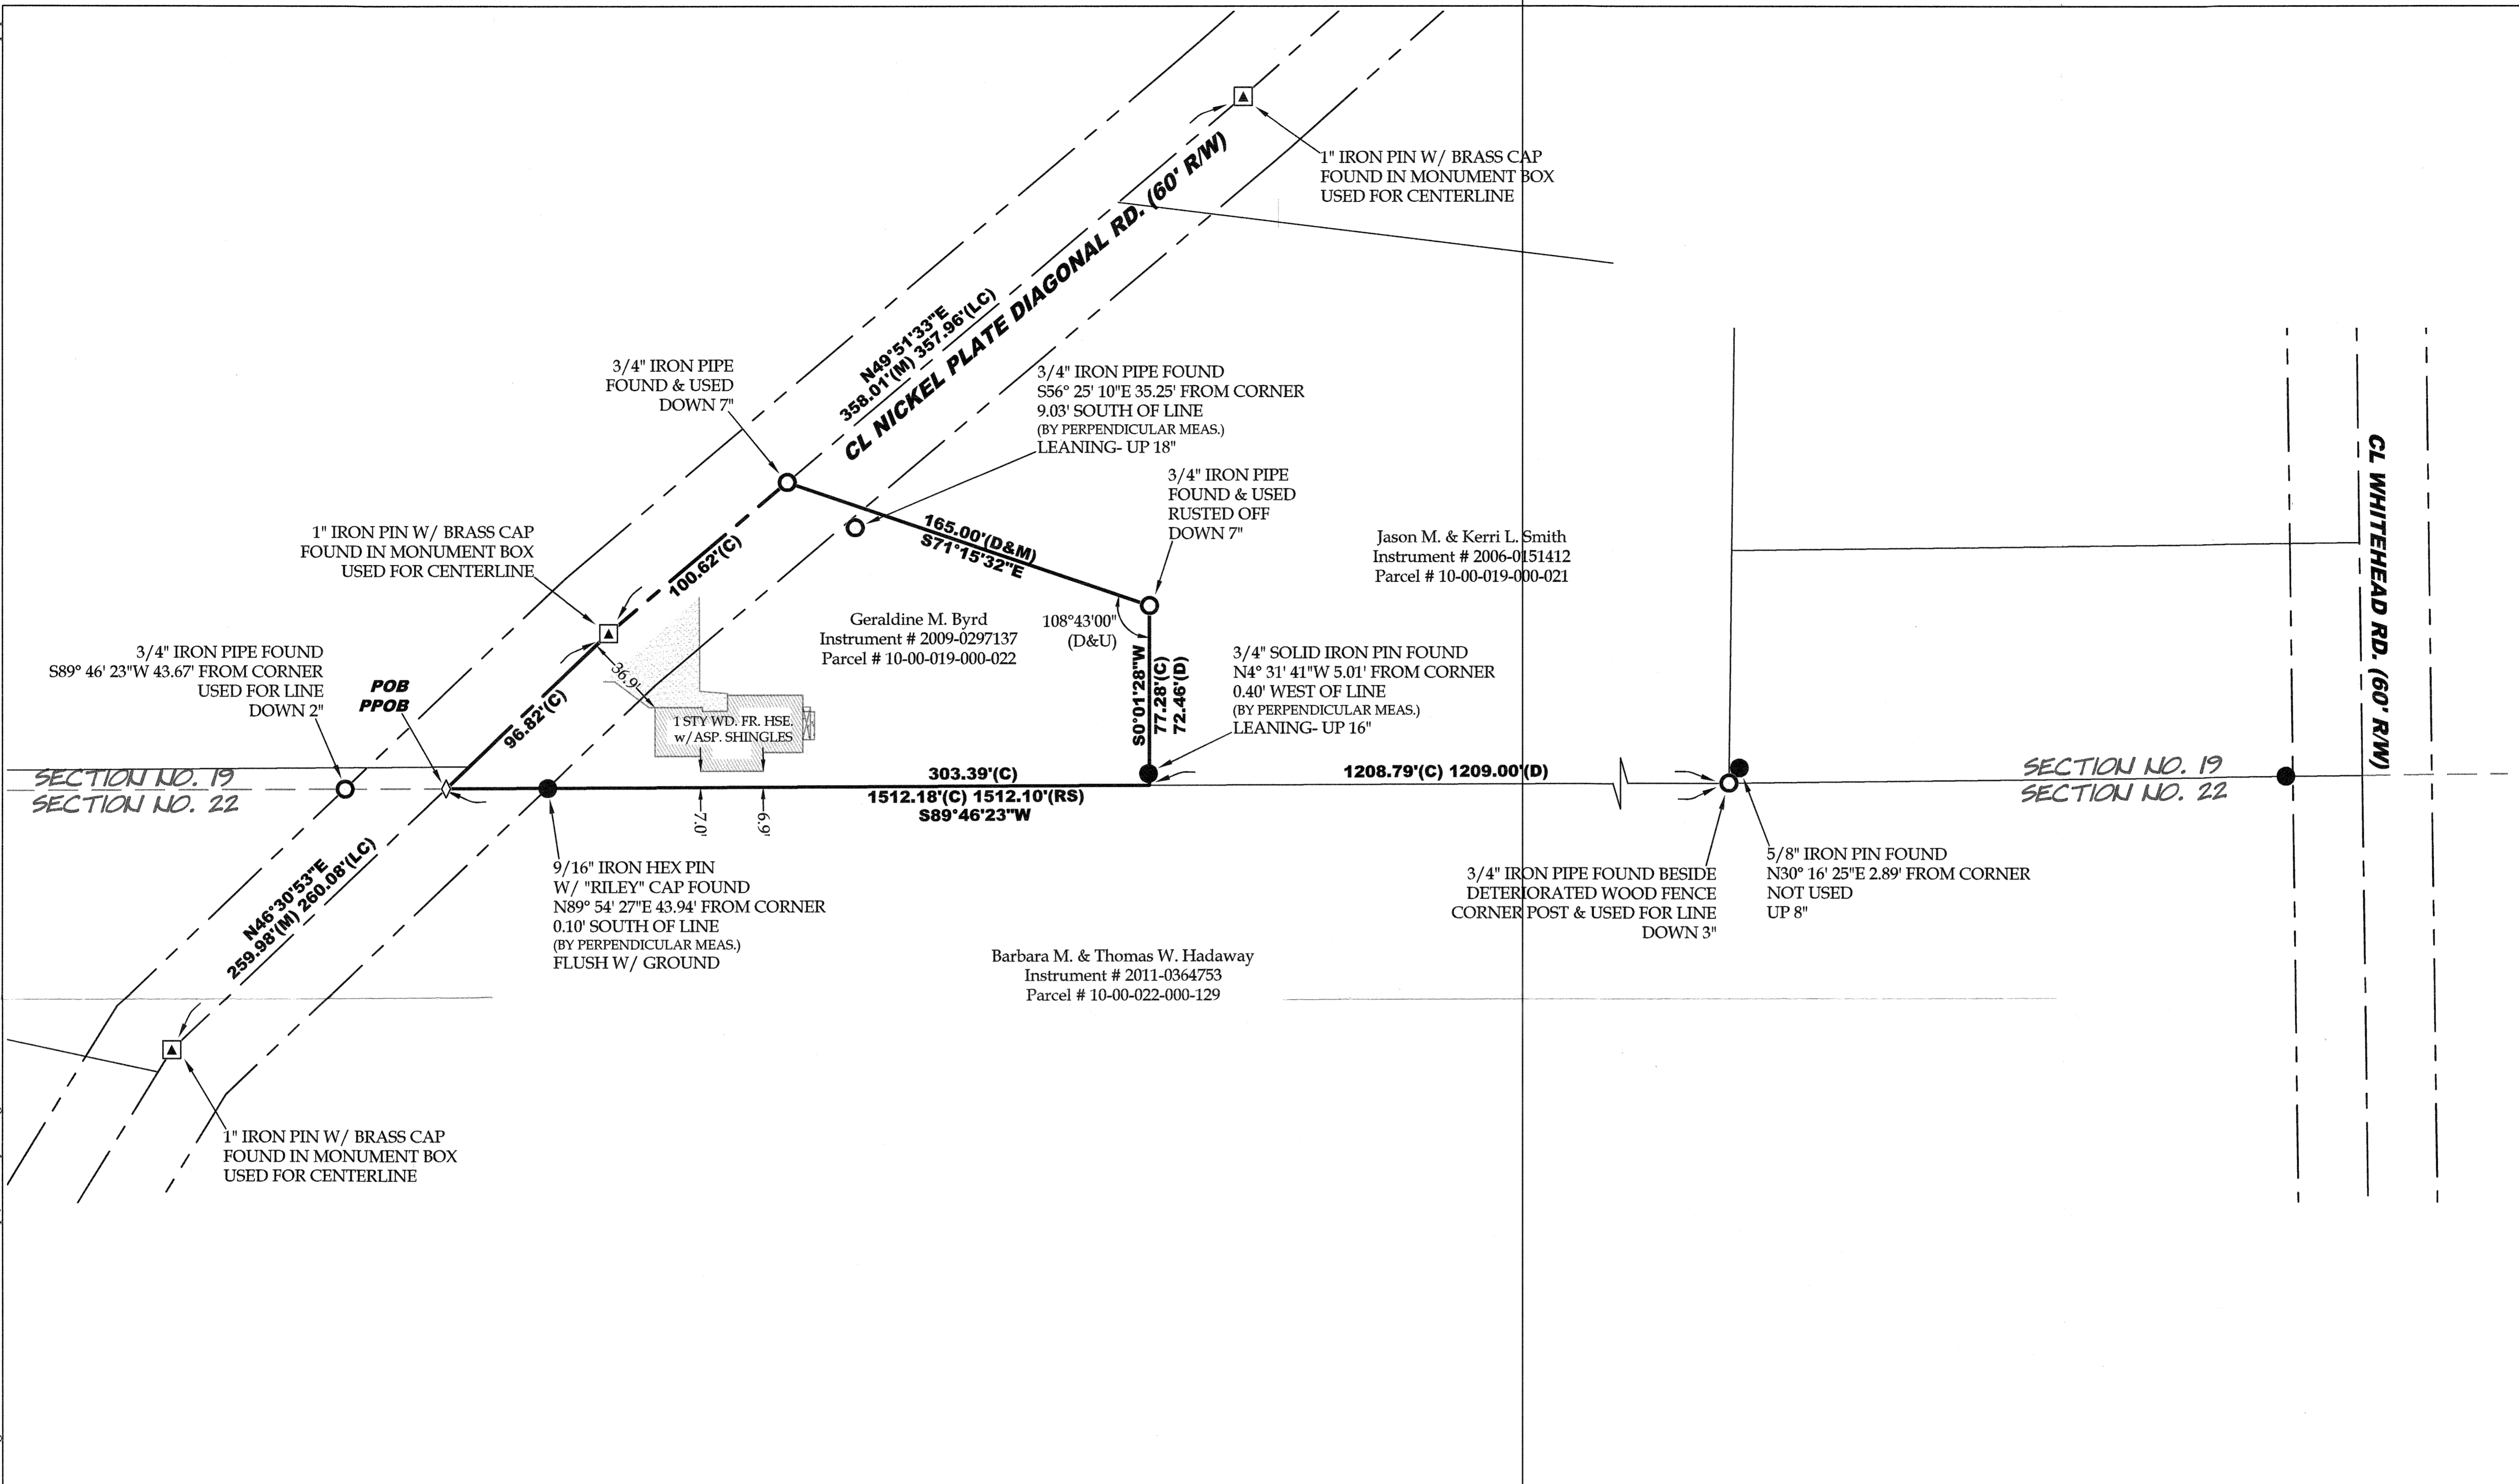 1" IRON PIN W/ BRASS CAP
FOUND IN MONUMENT BOX
USED FOR CENTERLINE
CL NICKEL PLATE DIAGONAL RD. (60' R/W)
N49°51'33"E
358.01'(M) 357.96'(LC)
3/4" IRON PIPE
FOUND & USED
DOWN 7"
3/4" IRON PIPE FOUND
S56° 25' 10"E 35.25' FROM CORNER
9.03' SOUTH OF LINE
(BY PERPENDICULAR MEAS.)
LEANING- UP 18"
3/4" IRON PIPE
FOUND & USED
RUSTED OFF
DOWN 7"
165.00'(D&M)
S71°15'32"E
1" IRON PIN W/ BRASS CAP
FOUND IN MONUMENT BOX
USED FOR CENTERLINE
100.62'(C)
Jason M. & Kerri L. Smith
Instrument # 2006-0151412
Parcel # 10-00-019-000-021
CL WHITEHEAD RD. (60' R/W)
Geraldine M. Byrd
Instrument # 2009-0297137
Parcel # 10-00-019-000-022
108°43'00"
(D&U)
3/4" IRON PIPE FOUND
S89° 46' 23"W 43.67' FROM CORNER
USED FOR LINE
DOWN 2"
POB
PPOB
96.82'(C)
36.9'
1 STY WD. FR. HSE.
w/ ASP. SHINGLES
S0°01'28"W
77.28'(C)
72.46'(D)
3/4" SOLID IRON PIN FOUND
N4° 31' 41"W 5.01' FROM CORNER
0.40' WEST OF LINE
(BY PERPENDICULAR MEAS.)
LEANING- UP 16"
SECTION NO. 19
SECTION NO. 22
303.39'(C)
1512.18'(C) 1512.10'(RS)
S89°46'23"W
1208.79'(C) 1209.00'(D)
SECTION NO. 19
SECTION NO. 22
7.0'
6.9'
N46°30'53"E
259.98'(M) 260.08'(LC)
9/16" IRON HEX PIN
W/ "RILEY" CAP FOUND
N89° 54' 27"E 43.94' FROM CORNER
0.10' SOUTH OF LINE
(BY PERPENDICULAR MEAS.)
FLUSH W/ GROUND
3/4" IRON PIPE FOUND BESIDE
DETERIORATED WOOD FENCE
CORNER POST & USED FOR LINE
DOWN 3"
5/8" IRON PIN FOUND
N30° 16' 25"E 2.89' FROM CORNER
NOT USED
UP 8"
Barbara M. & Thomas W. Hadaway
Instrument # 2011-0364753
Parcel # 10-00-022-000-129
1" IRON PIN W/ BRASS CAP
FOUND IN MONUMENT BOX
USED FOR CENTERLINE